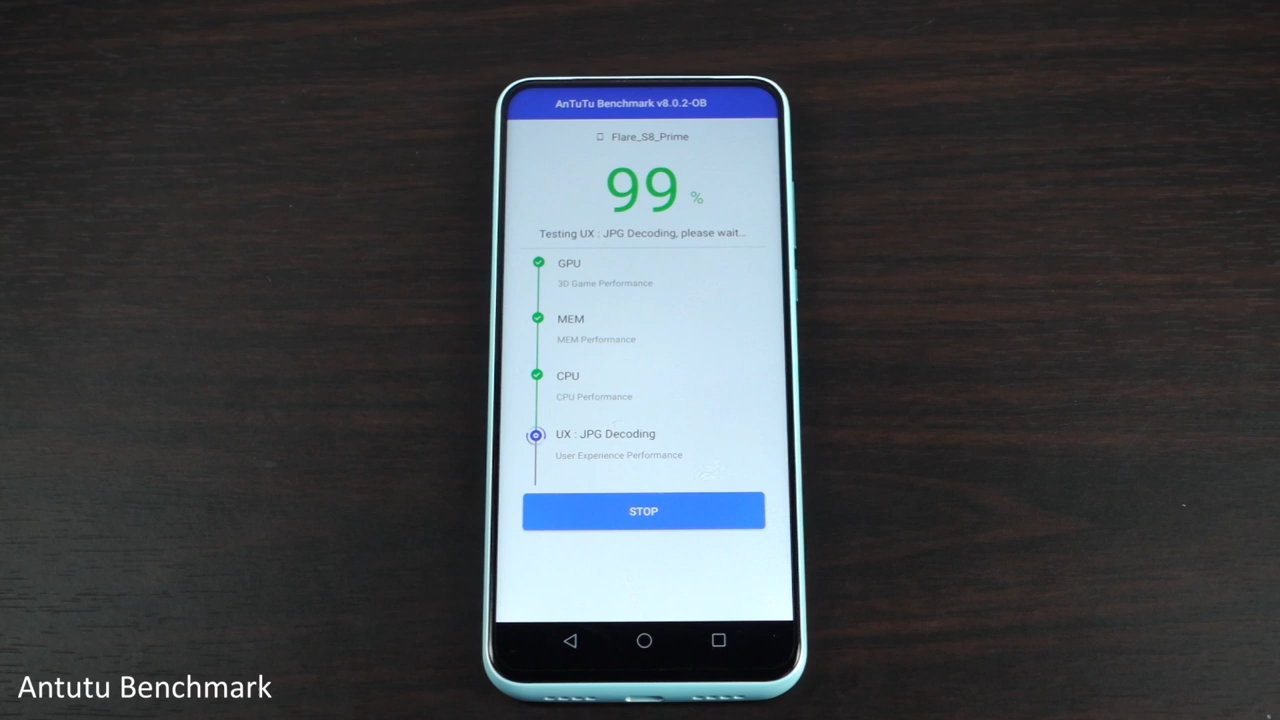 AnTuTu Benchmark v8.0.2-OB
Flare_S8_Prime
99 %
Testing UX : JPG Decoding, please wait...
GPU
3D Game Performance
MEM
MEM Performance
CPU
CPU Performance
UX : JPG Decoding
User Experience Performance
STOP
Antutu Benchmark